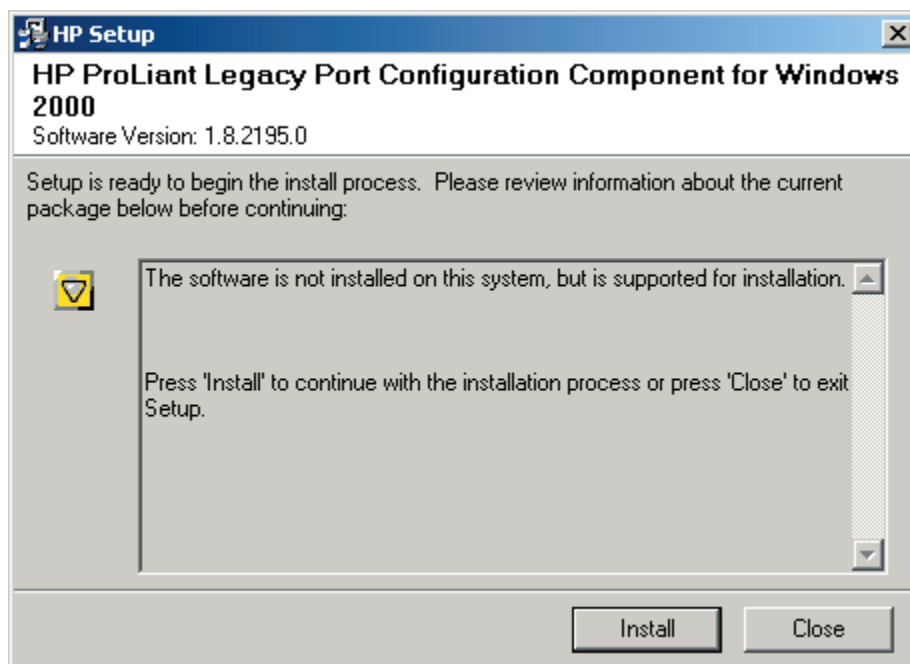 HP Setup
HP ProLiant Legacy Port Configuration Component for Windows
2000
Software Version: 1.8.2195.0
Setup is ready to begin the install process.  Please review information about the current
package below before continuing:
The software is not installed on this system, but is supported for installation.
Press 'Install' to continue with the installation process or press 'Close' to exit
Setup.
Install
Close